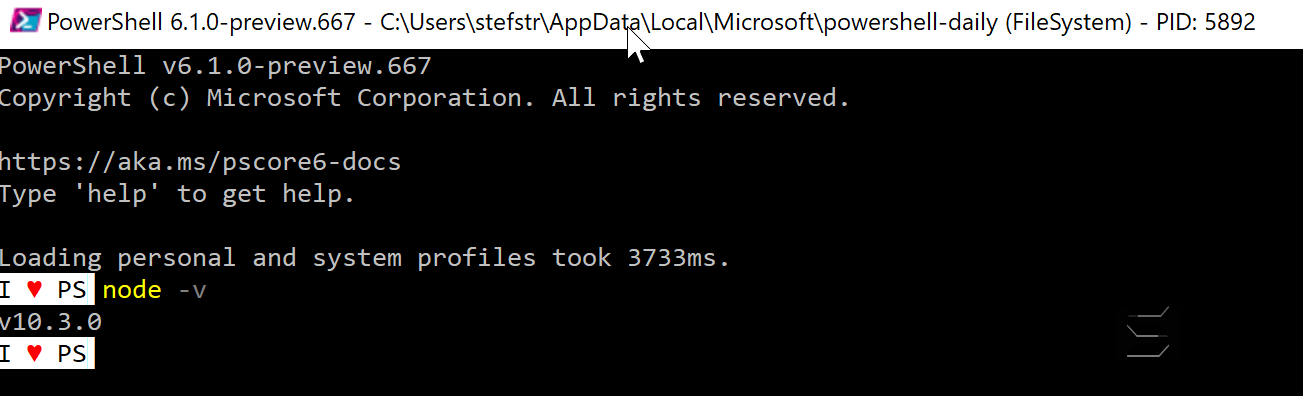 PowerShell 6.1.0-preview.667 - C:\Users\stefstr\AppData\Local\Microsoft\powershell-daily (FileSystem) - PID: 5892
PowerShell v6.1.0-preview.667
Copyright (c) Microsoft Corporation. All rights reserved.
https://aka.ms/pscore6-docs
Type 'help' to get help.
Loading personal and system profiles took 3733ms.
I ♥ PS node -v
v10.3.0
I ♥ PS